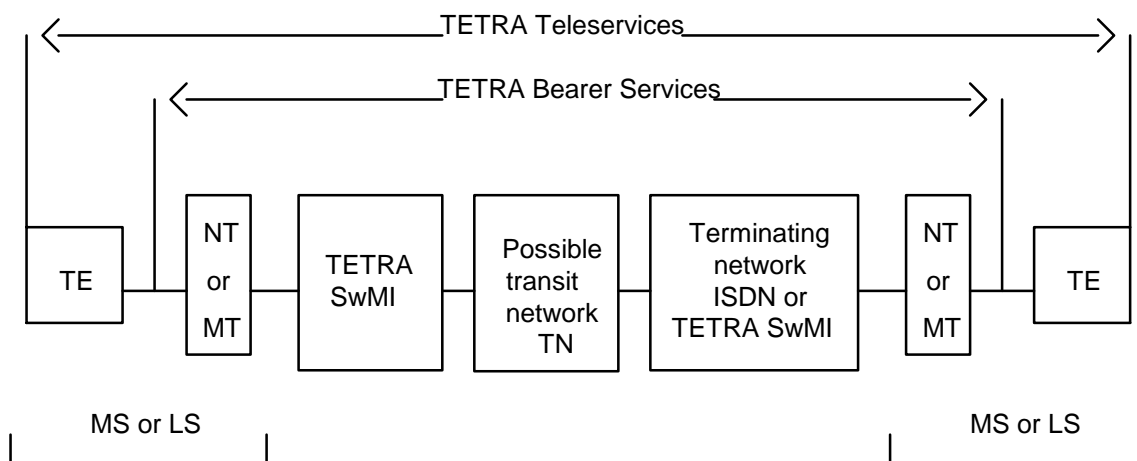 TETRA Teleservices
TETRA Bearer Services
TE
NT
or
MT
TETRA
SwMI
Possible
transit
network
TN
Terminating
network
ISDN or
TETRA SwMI
NT
or
MT
TE
MS or LS
MS or LS